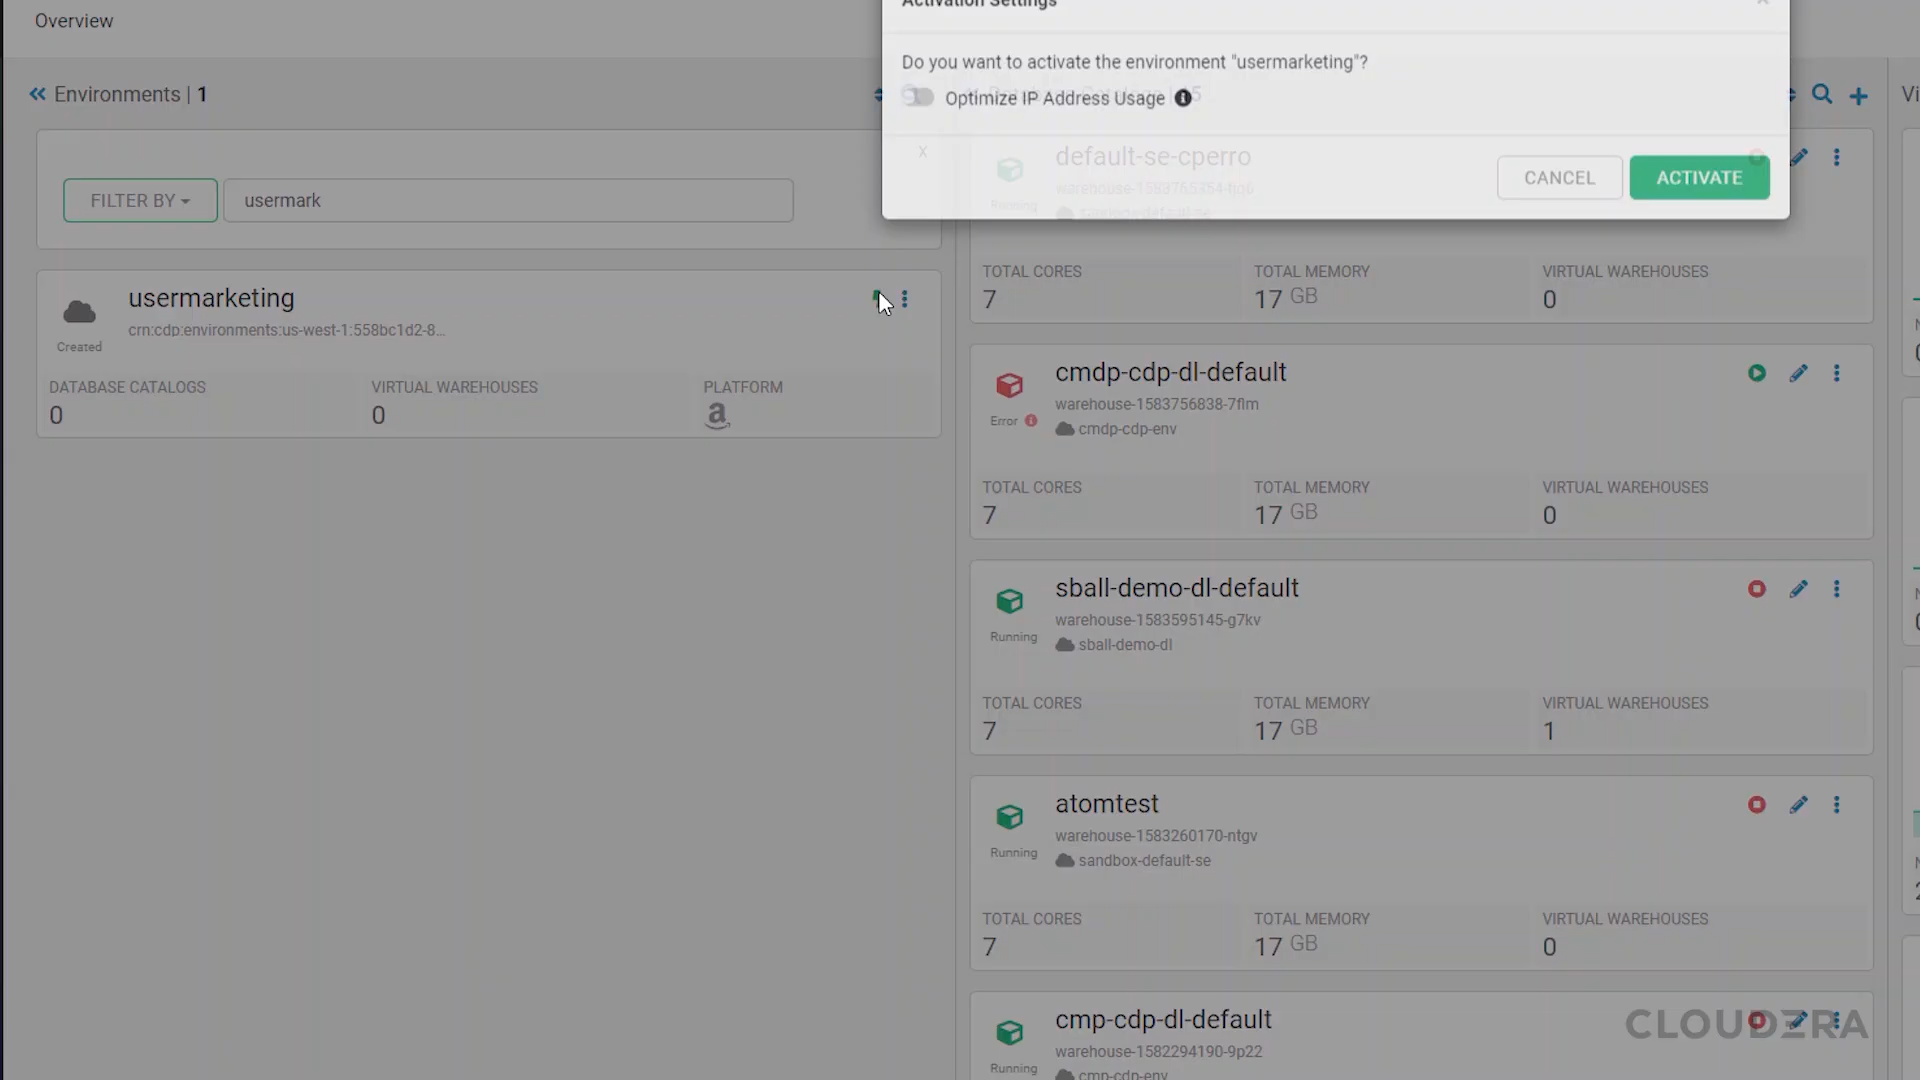 Overview
Activation Settings
Do you want to activate the environment "usermarketing"?
Optimize IP Address Usage
CANCEL
ACTIVATE
Environments | 1
X
FILTER BY
usermark
usermarketing
crn:cdp:environments:us-west-1:558bc1d2-8...
Created
DATABASE CATALOGS
0
VIRTUAL WAREHOUSES
0
PLATFORM
5
default-se-cperro
Running
TOTAL CORES
7
TOTAL MEMORY
17 GB
VIRTUAL WAREHOUSES
0
cmdp-cdp-dl-default
warehouse-1583756838-7flm
Error
cmdp-cdp-env
TOTAL CORES
7
TOTAL MEMORY
17 GB
VIRTUAL WAREHOUSES
0
sball-demo-dl-default
warehouse-1583595145-g7kv
Running
sball-demo-dl
TOTAL CORES
7
TOTAL MEMORY
17 GB
VIRTUAL WAREHOUSES
1
atomtest
warehouse-1583260170-ntgv
Running
sandbox-default-se
TOTAL CORES
7
TOTAL MEMORY
17 GB
VIRTUAL WAREHOUSES
0
cmp-cdp-dl-default
warehouse-1582294190-9p22
Running
cmp-cdp-env
Vi
CLOUDERA